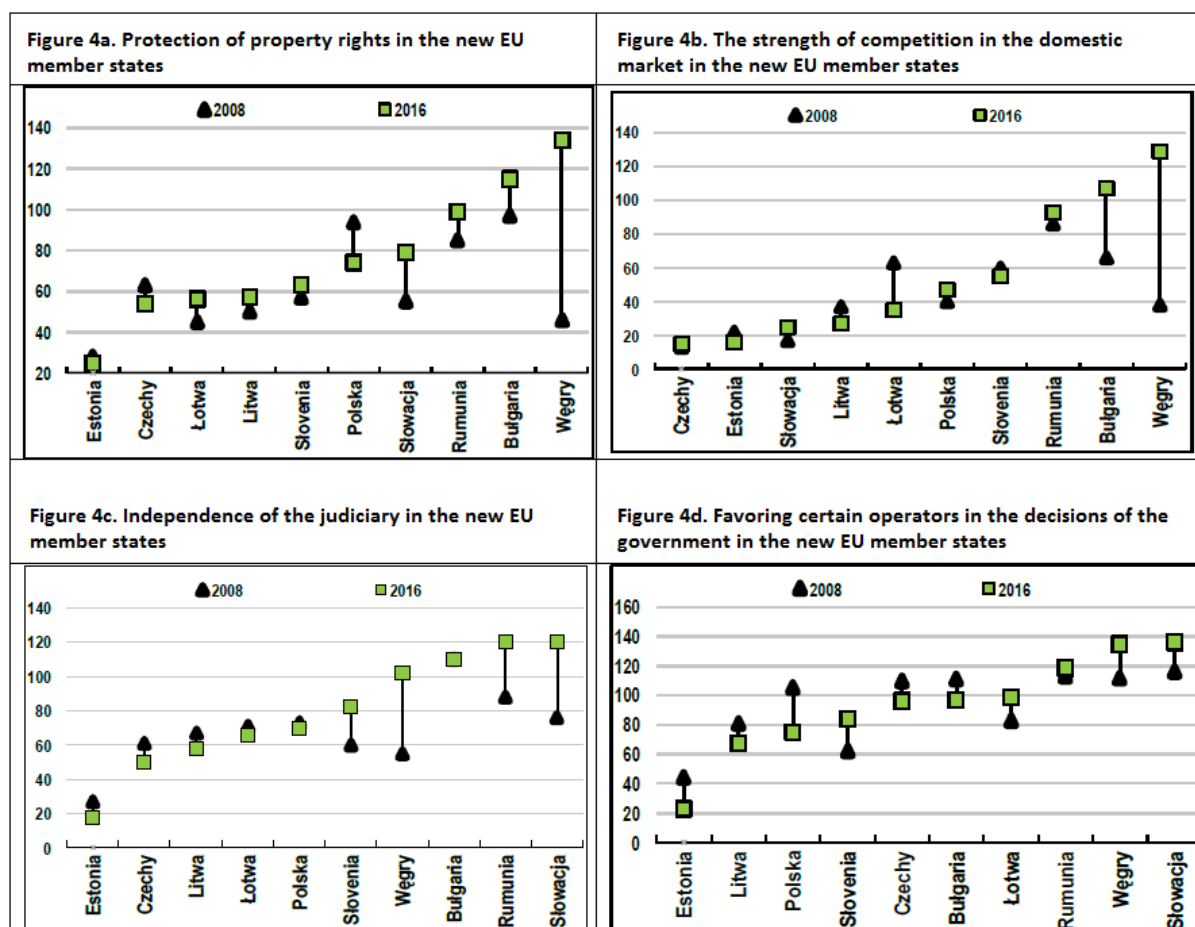 Figure 4a. Protection of property rights in the new EU
member states
2008
2016
140
120
100
80
60
40
20
Estonia
Czechy
Łotwa
Litwa
Słovenia
Polska
Słowacja
Rumunia
Bułgaria
Węgry
Figure 4b. The strength of competition in the domestic
market in the new EU member states
2008
2016
140
120
100
80
60
40
20
0
Czechy
Estonia
Słowacja
Litwa
Łotwa
Polska
Słovenia
Rumunia
Bułgaria
Węgry
Figure 4c. Independence of the judiciary in the new EU
member states
2008
2016
140
120
100
80
60
40
20
0
Estonia
Czechy
Litwa
Łotwa
Polska
Słovenia
Węgry
Bułgaria
Rumunia
Słowacja
Figure 4d. Favoring certain operators in the decisions of the
government in the new EU member states
2008
2016
160
140
120
100
80
60
40
20
0
Estonia
Litwa
Polska
Słovenia
Czechy
Bułgaria
Łotwa
Rumunia
Węgry
Słowacja